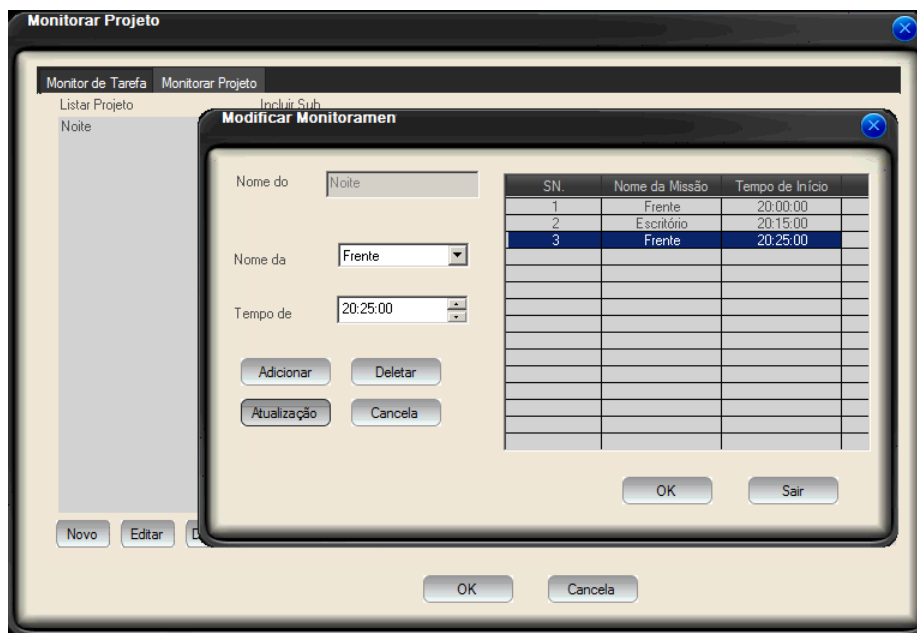 Monitorar Projeto
Monitor de Tarefa Monitorar Projeto
Listar Projeto Incluir Sub
Noite
Modificar Monitoramen
Nome do Noite
Nome da Frente
Tempo de 20:25:00
Adicionar Deletar
Atualização Cancela
SN. Nome da Missão Tempo de Início
1 Frente 20:00:00
2 Escritório 20:15:00
3 Frente 20:25:00
OK Sair
Novo Editar D
OK Cancela